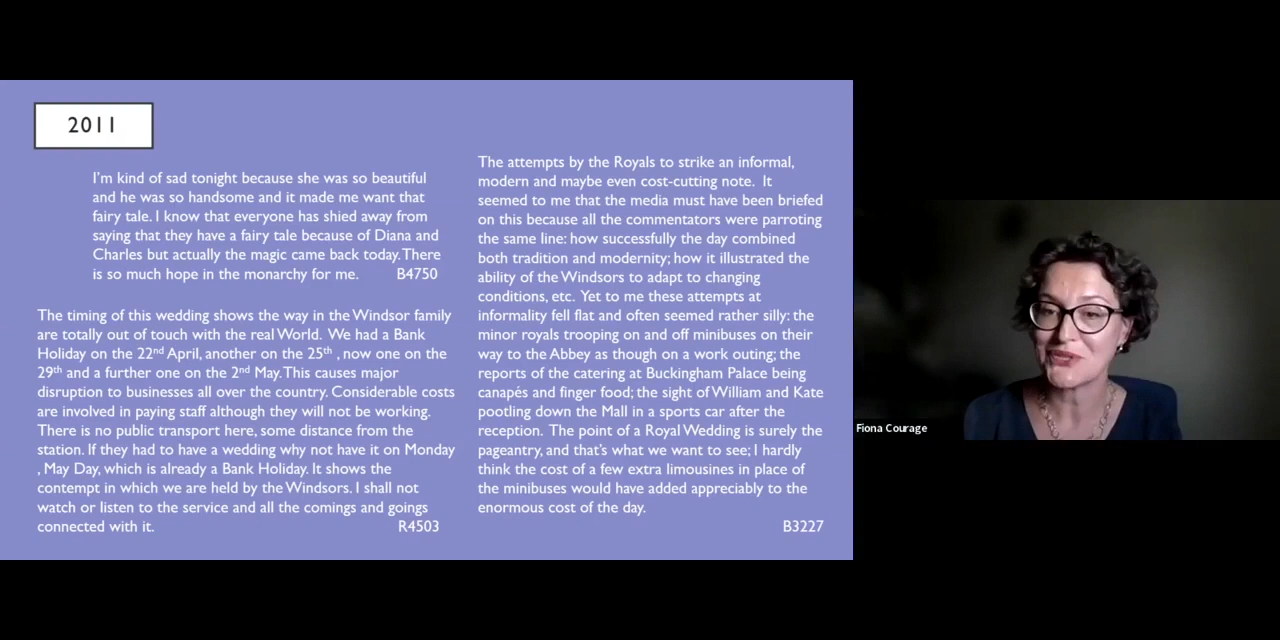 2011
I'm kind of sad tonight because she was so beautiful
and he was so handsome and it made me want that
fairy tale. I know that everyone has shied away from
saying that they have a fairy tale because of Diana and
Charles but actually the magic came back today. There
is so much hope in the monarchy for me. B4750
The timing of this wedding shows the way in the Windsor family
are totally out of touch with the real World. We had a Bank
Holiday on the 22nd April, another on the 25th , now one on the
29th and a further one on the 2nd May. This causes major
disruption to businesses all over the country. Considerable costs
are involved in paying staff although they will not be working.
There is no public transport here, some distance from the
station. If they had to have a wedding why not have it on Monday
, May Day, which is already a Bank Holiday. It shows the
contempt in which we are held by the Windsors. I shall not
watch or listen to the service and all the comings and goings
connected with it. R4503
The attempts by the Royals to strike an informal,
modern and maybe even cost-cutting note. It
seemed to me that the media must have been briefed
on this because all the commentators were parroting
the same line: how successfully the day combined
both tradition and modernity; how it illustrated the
ability of the Windsors to adapt to changing
conditions, etc. Yet to me these attempts at
informality fell flat and often seemed rather silly: the
minor royals trooping on and off minibuses on their
way to the Abbey as though on a work outing; the
reports of the catering at Buckingham Palace being
canapés and finger food; the sight of William and Kate
pootling down the Mall in a sports car after the
reception. The point of a Royal Wedding is surely the
pageantry, and that's what we want to see; I hardly
think the cost of a few extra limousines in place of
the minibuses would have added appreciably to the
enormous cost of the day.
B3227
Fiona Courage